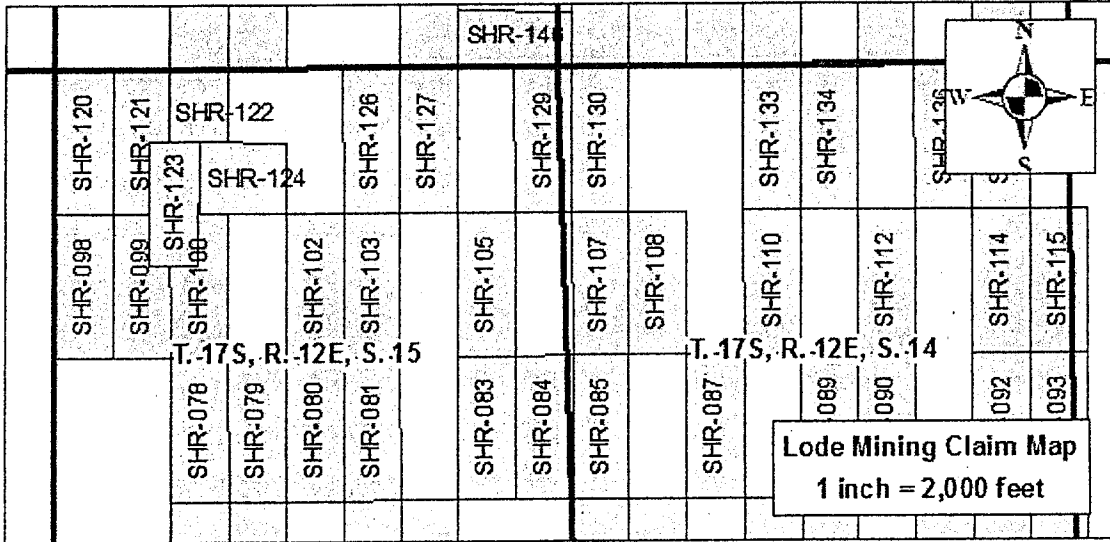 SHR-146
N
W
E
S
SHR-120
SHR-121
SHR-122
SHR-126
SHR-127
SHR-129
SHR-130
SHR-133
SHR-134
SHR-136
SHR-123
SHR-124
SHR-098
SHR-099
SHR-100
SHR-102
SHR-103
SHR-105
SHR-107
SHR-108
SHR-110
SHR-112
SHR-114
SHR-115
T. 17S, R. 12E, S. 15
T. 17S, R. 12E, S. 14
SHR-078
SHR-079
SHR-080
SHR-081
SHR-083
SHR-084
SHR-085
SHR-087
089
090
092
093
Lode Mining Claim Map
1 inch = 2,000 feet